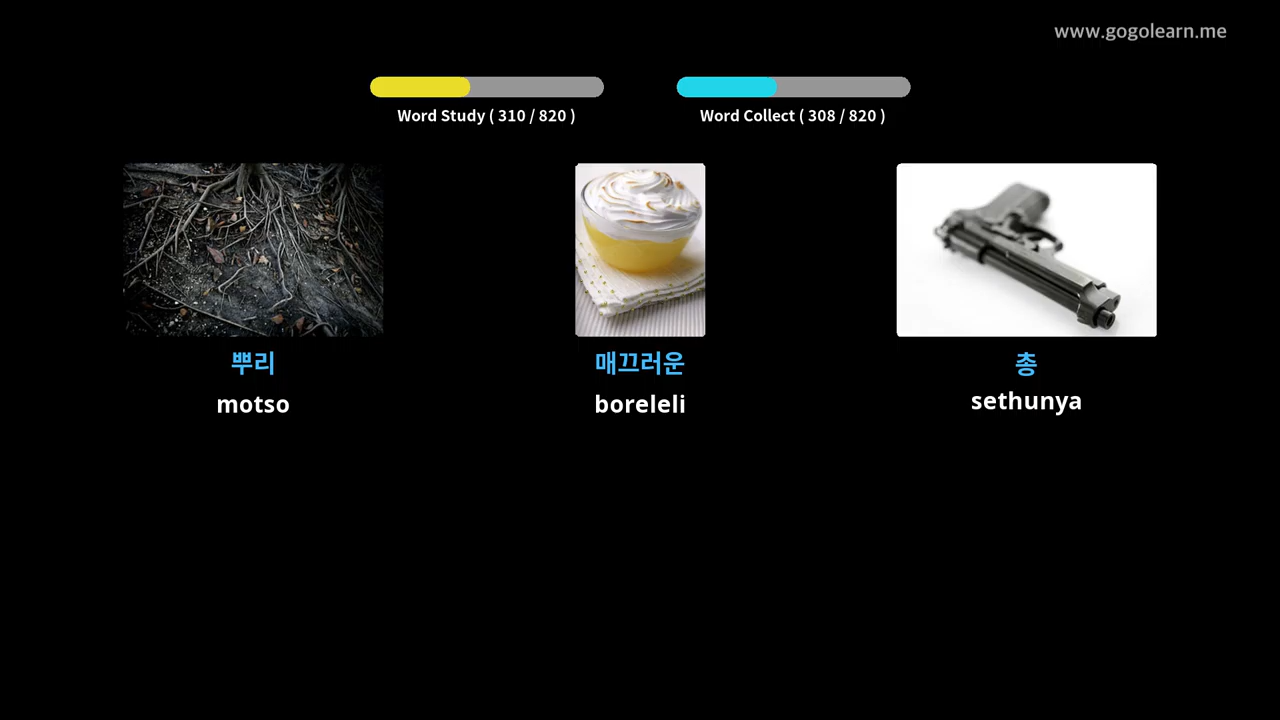 www.gogolearn.me
Word Study ( 310 / 820 )
Word Collect ( 308 / 820 )
뿌리
motso
매끄러운
boreleli
총
sethunya